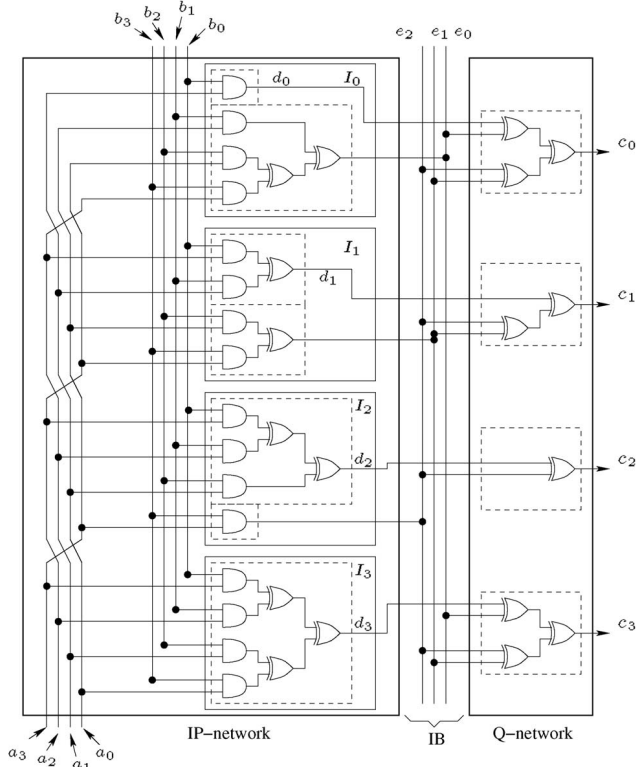 b₃ b₂ b₁ b₀
e₂ e₁ e₀
d₀ I₀
c₀
I₁
d₁
c₁
I₂
d₂
c₂
I₃
d₃
c₃
a₃ a₂ a₁ a₀
IP-network
IB
Q-network